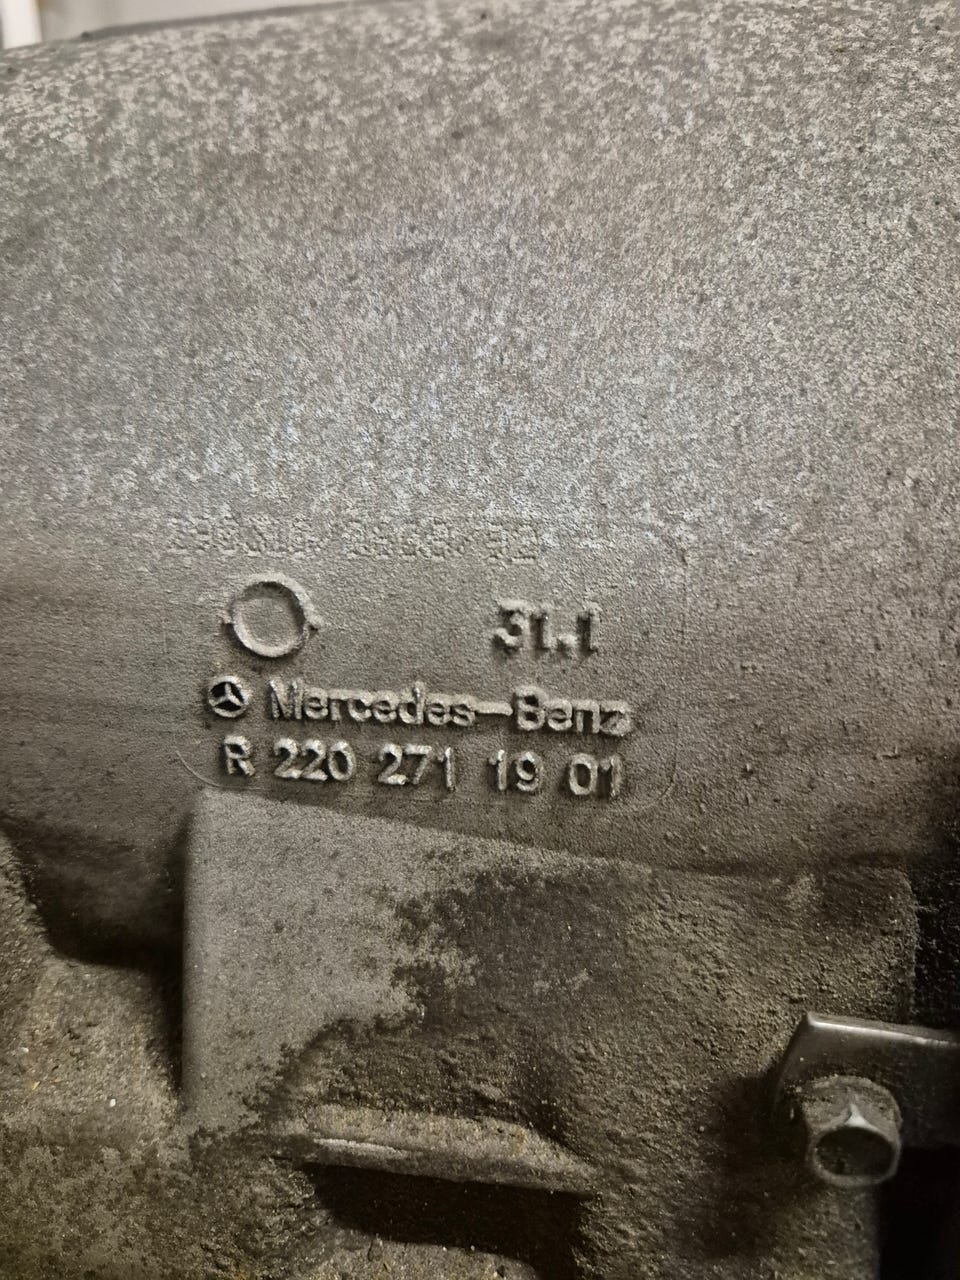 31.1
Mercedes-Benz
R 220 271 19 01